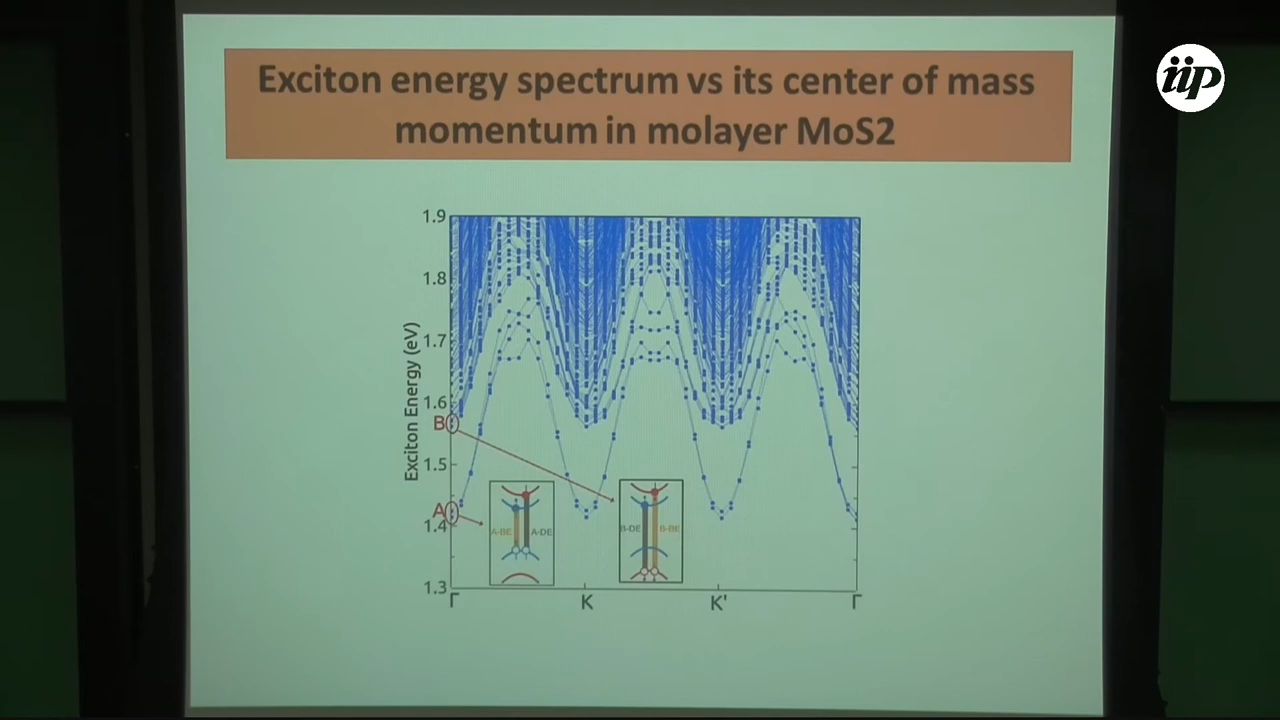 iip
Exciton energy spectrum vs its center of mass
momentum in molayer MoS2
Exciton Energy (eV)
1.9
1.8
1.7
1.6
1.5
1.4
1.3
B
A
A-BE
A-DE
B-DE
B-BE
Γ
K
K'
Γ